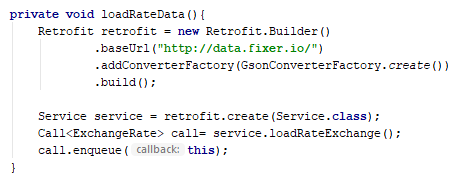 private void loadRateData(){
    Retrofit retrofit = new Retrofit.Builder()
            .baseUrl("http://data.fixer.io/")
            .addConverterFactory(GsonConverterFactory.create())
            .build();

    Service service = retrofit.create(Service.class);
    Call<ExchangeRate> call= service.loadRateExchange();
    call.enqueue( callback: this);
}